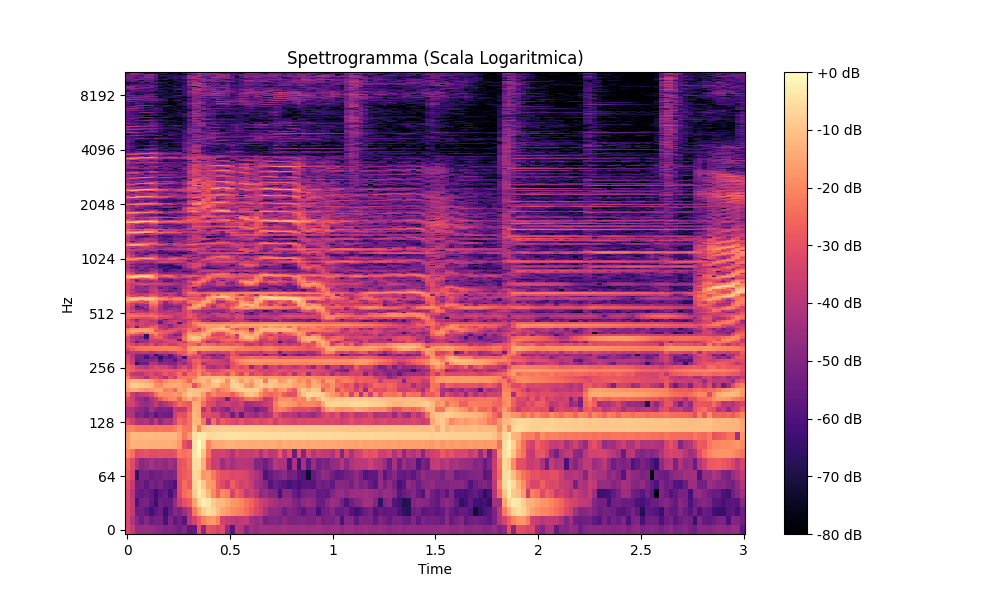 Spettrogramma (Scala Logaritmica)
Hz
8192
4096
2048
1024
512
256
128
64
0
0
0.5
1
1.5
2
2.5
3
Time
+0 dB
-10 dB
-20 dB
-30 dB
-40 dB
-50 dB
-60 dB
-70 dB
-80 dB